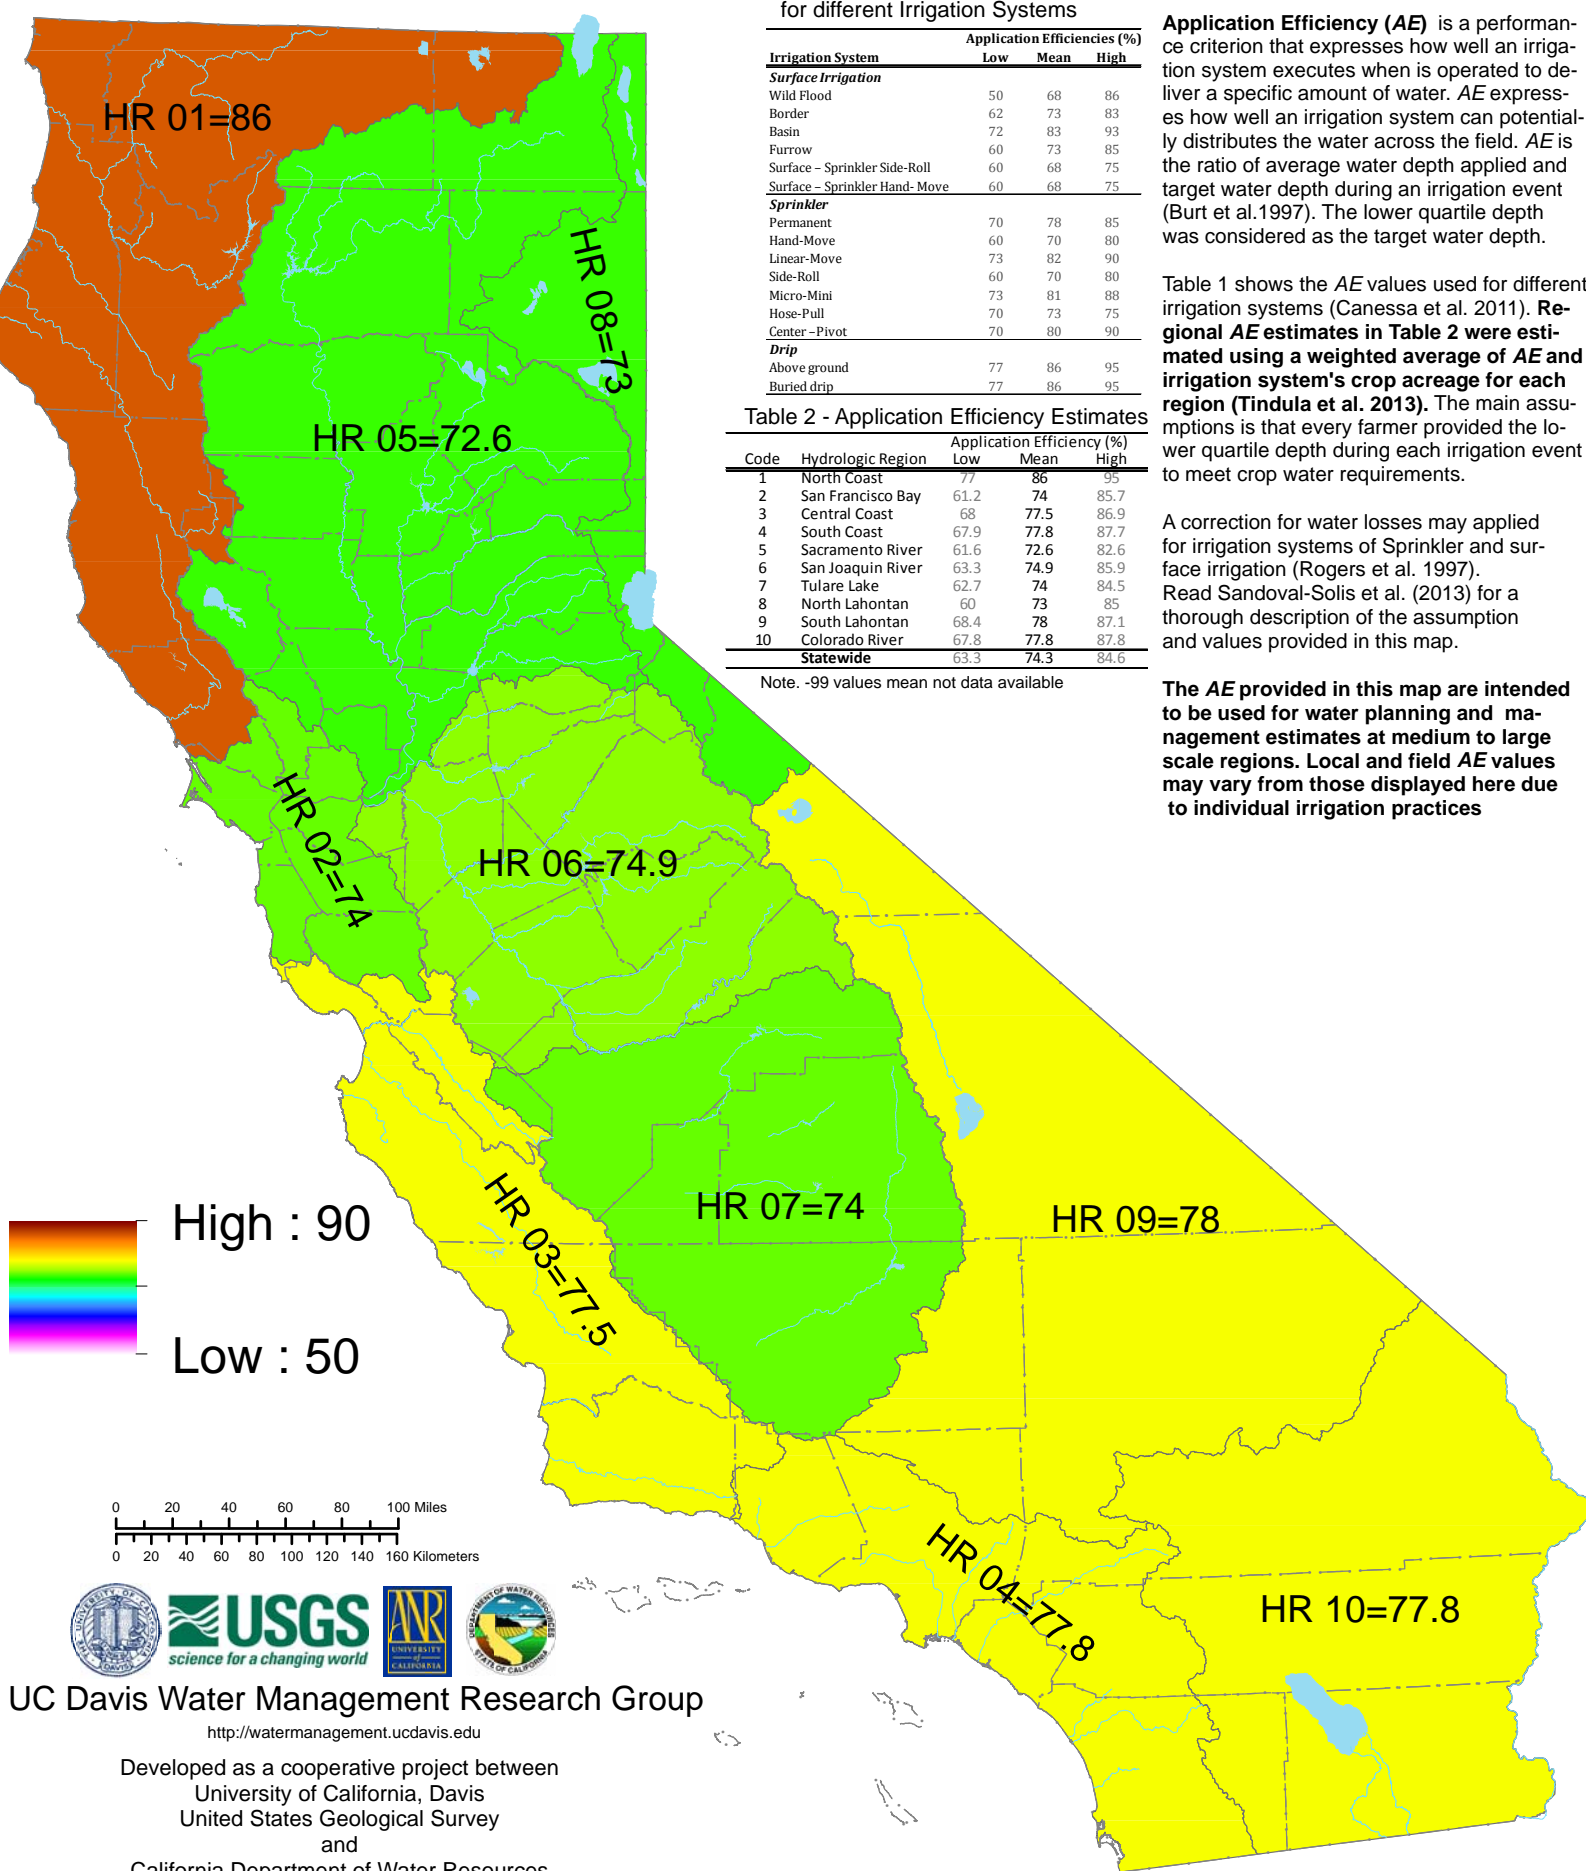 for different Irrigation Systems
Application Efficiencies (%)
Irrigation System Low Mean High
Surface Irrigation
Wild Flood 50 68 86
Border 62 73 83
Basin 72 83 93
Furrow 60 73 85
Surface – Sprinkler Side-Roll 60 68 75
Surface – Sprinkler Hand- Move 60 68 75
Sprinkler
Permanent 70 78 85
Hand-Move 60 70 80
Linear-Move 73 82 90
Side-Roll 60 70 80
Micro-Mini 73 81 88
Hose-Pull 70 73 75
Center –Pivot 70 80 90
Drip
Above ground 77 86 95
Buried drip 77 86 95
Table 2 - Application Efficiency Estimates
Application Efficiency (%)
Code Hydrologic Region Low Mean High
1 North Coast 77 86 95
2 San Francisco Bay 61.2 74 85.7
3 Central Coast 68 77.5 86.9
4 South Coast 67.9 77.8 87.7
5 Sacramento River 61.6 72.6 82.6
6 San Joaquin River 63.3 74.9 85.9
7 Tulare Lake 62.7 74 84.5
8 North Lahontan 60 73 85
9 South Lahontan 68.4 78 87.1
10 Colorado River 67.8 77.8 87.8
Statewide 63.3 74.3 84.6
Note. -99 values mean not data available
Application Efficiency (AE) is a performan-
ce criterion that expresses how well an irriga-
tion system executes when is operated to de-
liver a specific amount of water. AE express-
es how well an irrigation system can potential-
ly distributes the water across the field. AE is
the ratio of average water depth applied and
target water depth during an irrigation event
(Burt et al.1997). The lower quartile depth
was considered as the target water depth.
Table 1 shows the AE values used for different
irrigation systems (Canessa et al. 2011). Re-
gional AE estimates in Table 2 were esti-
mated using a weighted average of AE and
irrigation system's crop acreage for each
region (Tindula et al. 2013). The main assu-
mptions is that every farmer provided the lo-
wer quartile depth during each irrigation event
to meet crop water requirements.
A correction for water losses may applied
for irrigation systems of Sprinkler and sur-
face irrigation (Rogers et al. 1997).
Read Sandoval-Solis et al. (2013) for a
thorough description of the assumption
and values provided in this map.
The AE provided in this map are intended
to be used for water planning and ma-
nagement estimates at medium to large
scale regions. Local and field AE values
may vary from those displayed here due
to individual irrigation practices
HR 01=86
HR 08=73
HR 05=72.6
HR 02=74
HR 06=74.9
HR 03=77.5
HR 07=74
HR 09=78
HR 04=77.8
HR 10=77.8
High : 90
Low : 50
0 20 40 60 80 100 Miles
0 20 40 60 80 100 120 140 160 Kilometers
USGS
science for a changing world
ANR
UNIVERSITY
of
CALIFORNIA
DEPARTMENT OF WATER RESOURCES
STATE OF CALIFORNIA
UC Davis Water Management Research Group
http://watermanagement.ucdavis.edu
Developed as a cooperative project between
University of California, Davis
United States Geological Survey
and
California Department of Water Resources